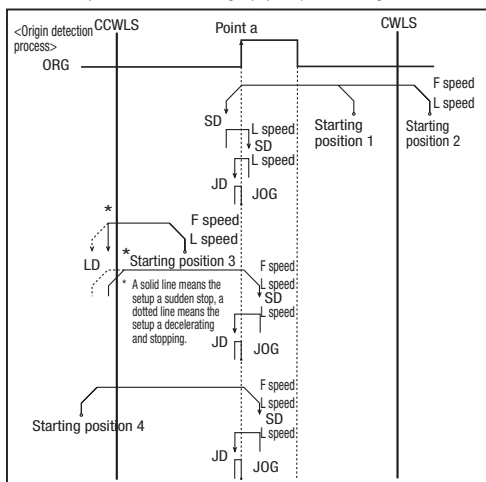 <Origin detection
process>
CCWLS
Point a
CWLS
ORG
F speed
L speed
SD
Starting
position 1
Starting
position 2
L speed
SD
L speed
JD
JOG
*
F speed
L speed
LD
*
Starting position 3
F speed
L speed
SD
* A solid line means the
setup a sudden stop, a
dotted line means the
setup a decelerating
and stopping.
L speed
JD
JOG
F speed
L speed
SD
Starting position 4
L speed
JD
JOG